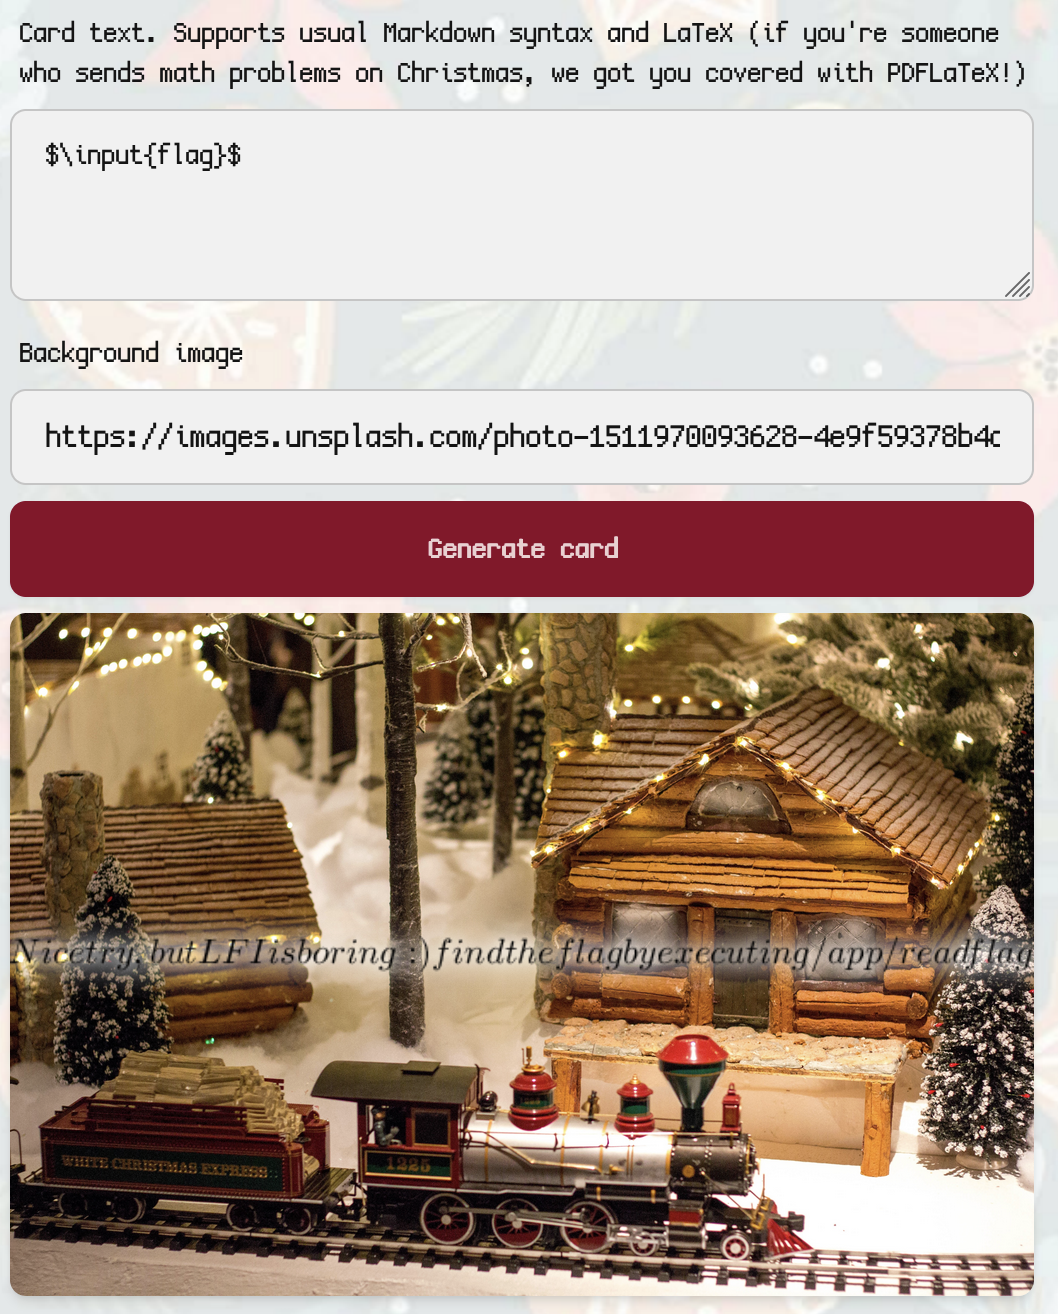 Card text. Supports usual Markdown syntax and LaTeX (if you're someone
who sends math problems on Christmas, we got you covered with PDFLaTeX!)
$\input{flag}$
Background image
https://images.unsplash.com/photo-1511970093628-4e9f59378b4c
Generate card
Nicetry,butLFIisboring:)findtheflagbyexecuting/app/readflag
WHITE CHRISTMAS EXPRESS
1225